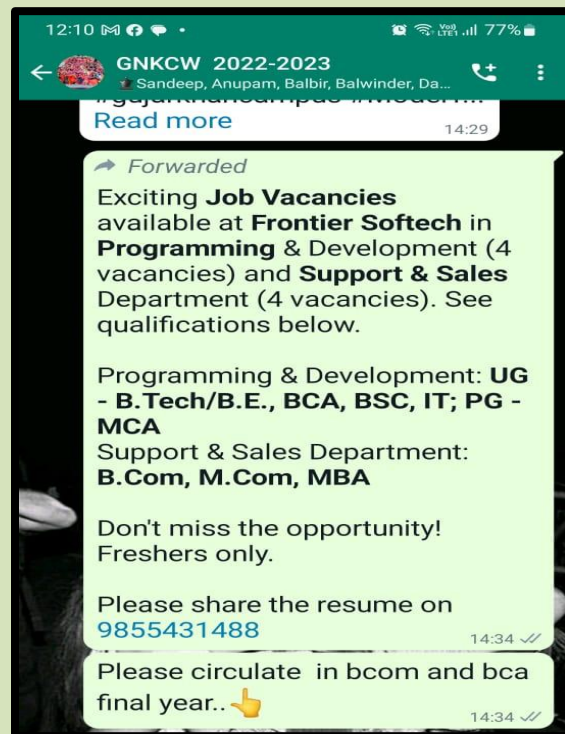 12:10
Vo)) LTE1 77%
GNKCW 2022-2023
Sandeep, Anupam, Balbir, Balwinder, Da...
Read more
14:29
Forwarded
Exciting Job Vacancies
available at Frontier Softech in
Programming & Development (4
vacancies) and Support & Sales
Department (4 vacancies). See
qualifications below.
Programming & Development: UG
- B.Tech/B.E., BCA, BSC, IT; PG -
MCA
Support & Sales Department:
B.Com, M.Com, MBA
Don't miss the opportunity!
Freshers only.
Please share the resume on
9855431488
14:34
Please circulate in bcom and bca
final year..👆
14:34